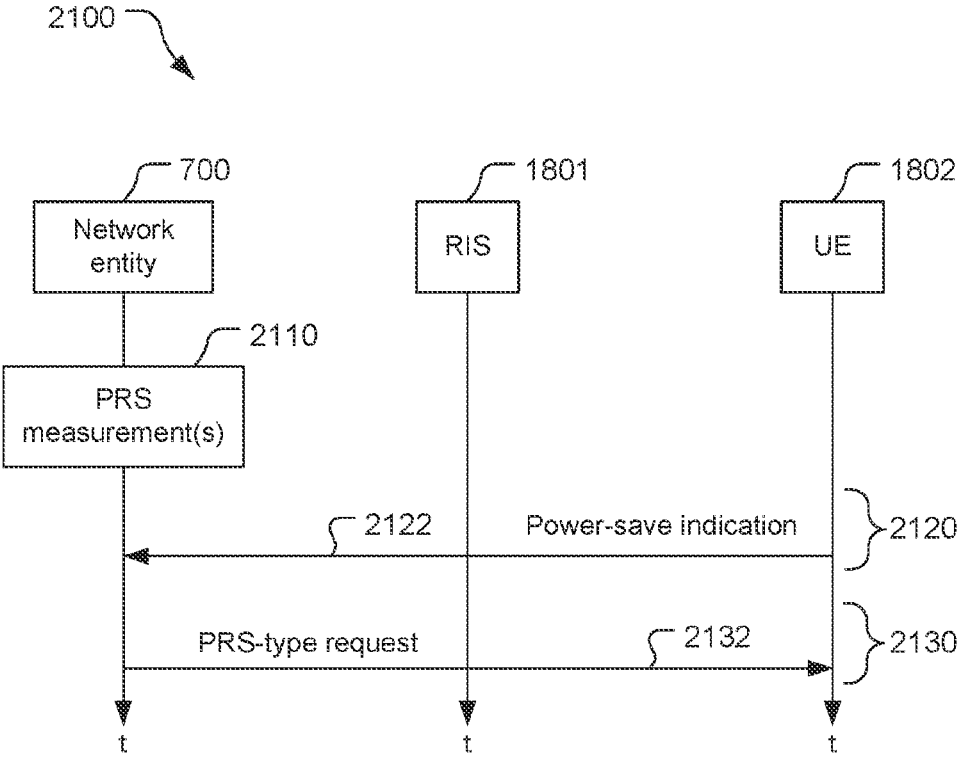 2100
700
1801
1802
Network
entity
RIS
UE
2110
PRS
measurement(s)
2122
Power-save indication
2120
PRS-type request
2132
2130
t
t
t